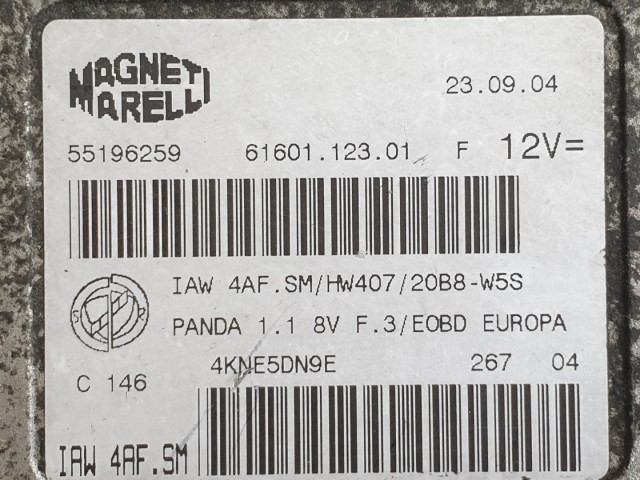 MAGNETI
MARELLI
23.09.04
55196259 61601.123.01 F 12V=
IAW 4AF.SM/HW407/20B8-W5S
S R
PANDA 1.1 8V F.3/EOBD EUROPA
4KNE5DN9E 267 04
C 146
IAW 4AF.SM